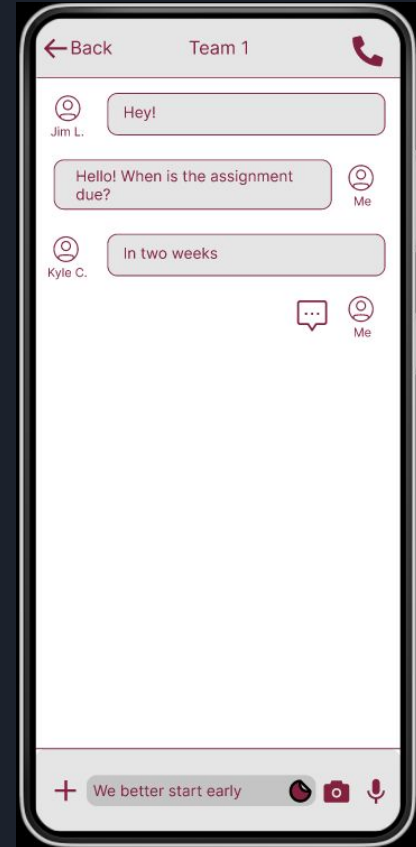 Back
Team 1
Hey!
Jim L.
Hello! When is the assignment
due?
Me
In two weeks
Kyle C.
Me
We better start early